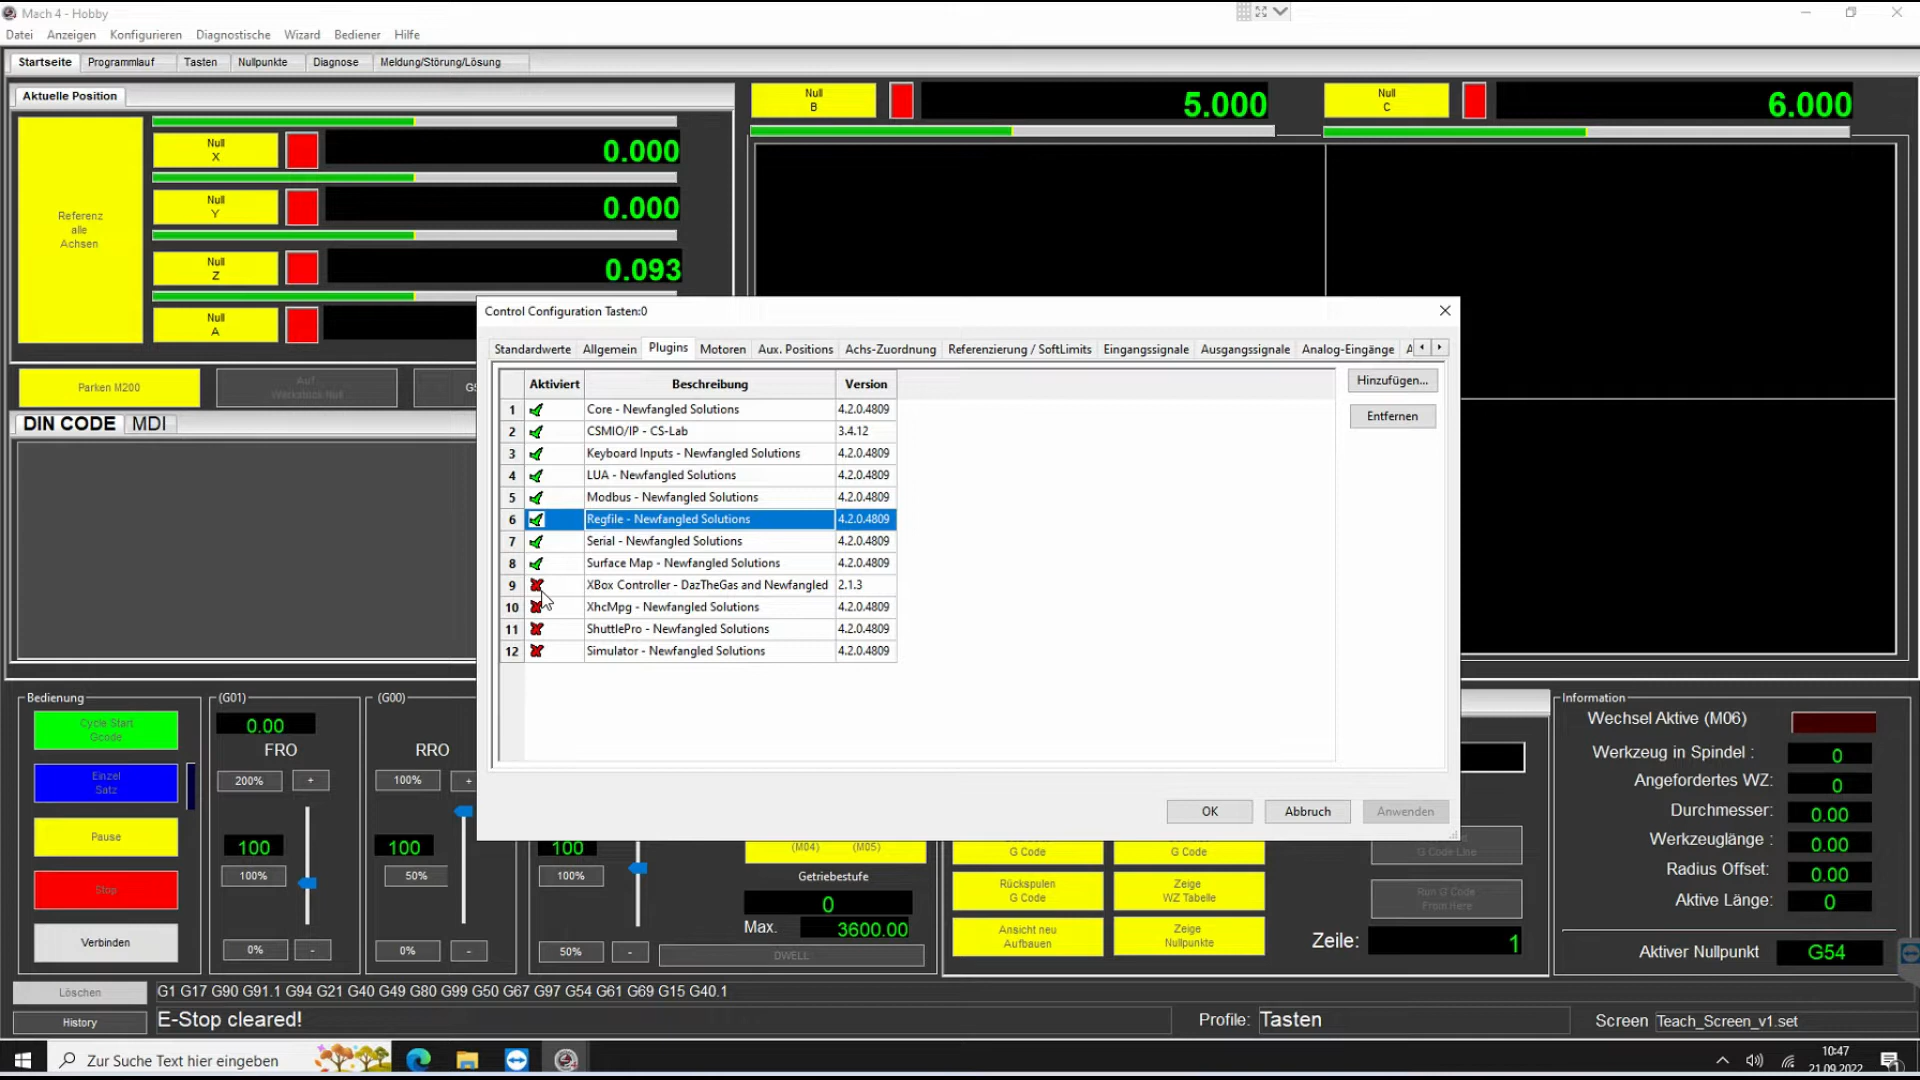 Mach 4 - Hobby
Datei Anzeigen Konfigurieren Diagnostische Wizard Bediener Hilfe
Startseite Programmlauf Tasten Nullpunkte Diagnose Meldung/Störung/Lösung
Aktuelle Position
Null B 5.000
Null C 6.000
Referenz alle Achsen
Null X 0.000
Null Y 0.000
Null Z 0.093
Null A
Parken M200
Auf Werkstück Null
DIN CODE MDI
Control Configuration Tasten:0
Standardwerte Allgemein Plugins Motoren Aux. Positions Achs-Zuordnung Referenzierung / SoftLimits Eingangssignale Ausgangssignale Analog-Eingänge
Aktiviert Beschreibung Version
1 Core - Newfangled Solutions 4.2.0.4809
2 CSMIO/IP - CS-Lab 3.4.12
3 Keyboard Inputs - Newfangled Solutions 4.2.0.4809
4 LUA - Newfangled Solutions 4.2.0.4809
5 Modbus - Newfangled Solutions 4.2.0.4809
6 Regfile - Newfangled Solutions 4.2.0.4809
7 Serial - Newfangled Solutions 4.2.0.4809
8 Surface Map - Newfangled Solutions 4.2.0.4809
9 XBox Controller - DazTheGas and Newfangled 2.1.3
10 XhcMpg - Newfangled Solutions 4.2.0.4809
11 ShuttlePro - Newfangled Solutions 4.2.0.4809
12 Simulator - Newfangled Solutions 4.2.0.4809
Hinzufügen...
Entfernen
OK Abbruch Anwenden
Bedienung
Cycle Start
Gcode
Einzel
Satz
Pause
Stop
Verbinden
(G01)
0.00
FRO
200% +
100
100%
0% -
(G00)
RRO
100% +
100
50%
0% -
100
100%
50% -
(M04) (M05)
Getriebestufe
0
Max. 3600.00
DWELL
G Code
G Code
Rückspulen
G Code
Zeige
WZ Tabelle
Ansicht neu
Aufbauen
Zeige
Nullpunkte
G Code Line
Run G Code
From Here
Zeile: 1
Information
Wechsel Aktive (M06)
Werkzeug in Spindel : 0
Angefordertes WZ: 0
Durchmesser: 0.00
Werkzeuglänge : 0.00
Radius Offset: 0.00
Aktive Länge: 0
Aktiver Nullpunkt G54
Löschen G1 G17 G90 G91.1 G94 G21 G40 G49 G80 G99 G50 G67 G97 G54 G61 G69 G15 G40.1
History E-Stop cleared! Profile: Tasten Screen Teach_Screen_v1.set
Zur Suche Text hier eingeben
10:47
21.09.2022